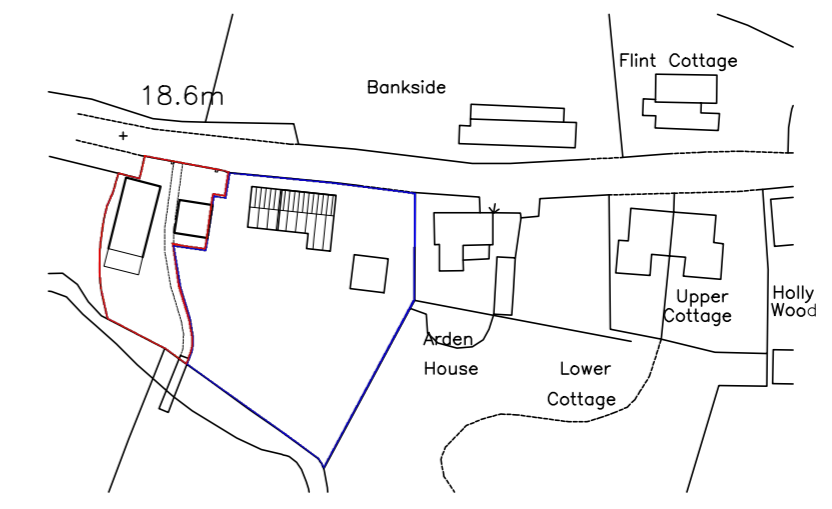 Flint Cottage
Bankside
18.6m
Upper
Cottage
Holly
Wood
Arden
House
Lower
Cottage